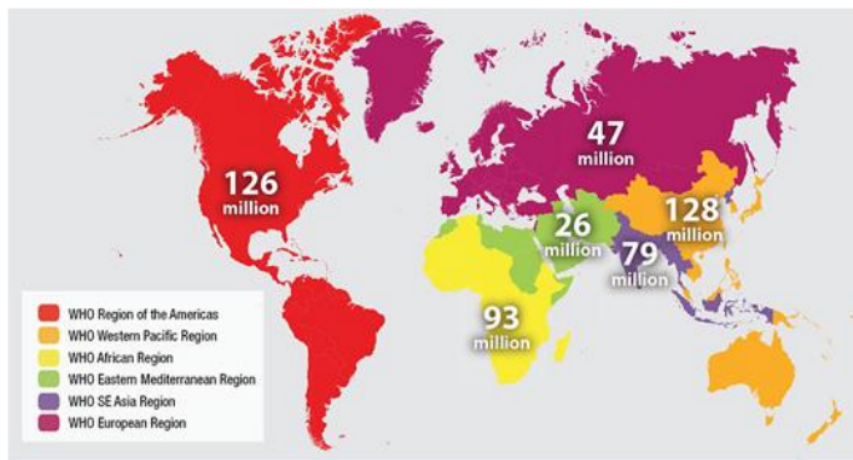 47
million
126
million
128
million
26
million
79
million
93
million
WHO Region of the Americas
WHO Western Pacific Region
WHO African Region
WHO Eastern Mediterranean Region
WHO SE Asia Region
WHO European Region